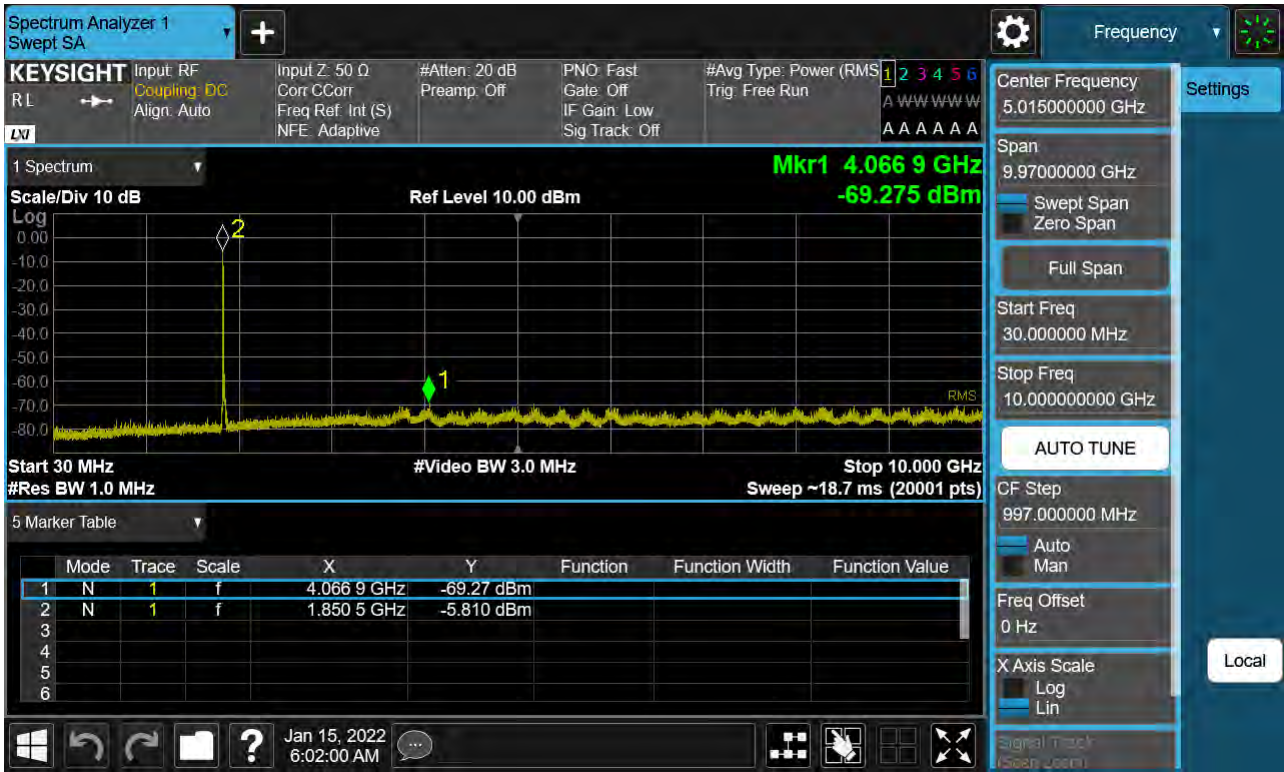 Spectrum Analyzer 1
Swept SA
Frequency
KEYSIGHT
RL
LXI
Input: RF
Coupling: DC
Align: Auto
Input Z: 50 Ω
Corr CCorr
Freq Ref: Int (S)
NFE: Adaptive
#Atten: 20 dB
Preamp: Off
PNO: Fast
Gate: Off
IF Gain: Low
Sig Track: Off
#Avg Type: Power (RMS
Trig: Free Run
1 2 3 4 5 6
A W W W W W
A A A A A A
1 Spectrum
Mkr1 4.066 9 GHz
-69.275 dBm
Scale/Div 10 dB
Ref Level 10.00 dBm
Log
0.00
-10.0
-20.0
-30.0
-40.0
-50.0
-60.0
-70.0
-80.0
2
1
RMS
Start 30 MHz
#Video BW 3.0 MHz
Stop 10.000 GHz
#Res BW 1.0 MHz
Sweep ~18.7 ms (20001 pts)
5 Marker Table
Mode Trace Scale X Y Function Function Width Function Value
1 N 1 f 4.066 9 GHz -69.27 dBm
2 N 1 f 1.850 5 GHz -5.810 dBm
3
4
5
6
Jan 15, 2022
6:02:00 AM
Center Frequency
5.015000000 GHz
Span
9.97000000 GHz
Swept Span
Zero Span
Full Span
Start Freq
30.000000 MHz
Stop Freq
10.000000000 GHz
AUTO TUNE
CF Step
997.000000 MHz
Auto
Man
Freq Offset
0 Hz
X Axis Scale
Log
Lin
Signal Track
(Span Zoom)
Settings
Local